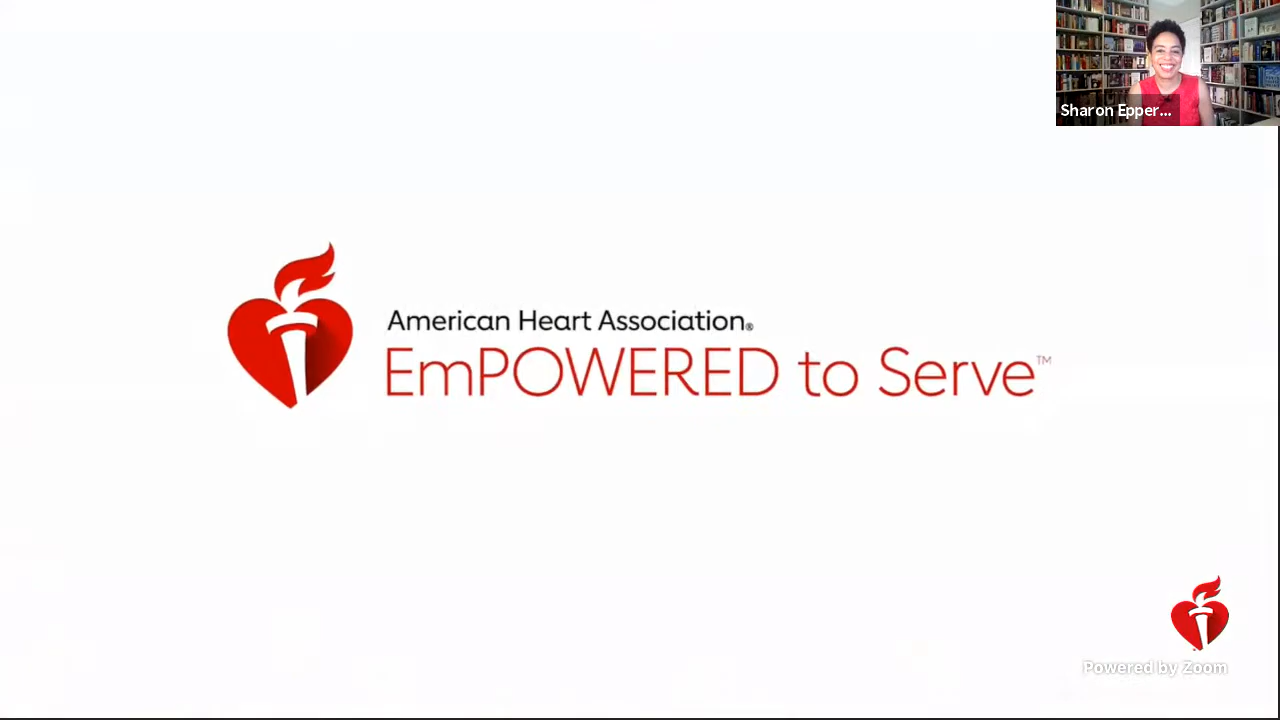 Sharon Epper...
American Heart Association®
EmPOWERED to Serve™
Powered by Zoom